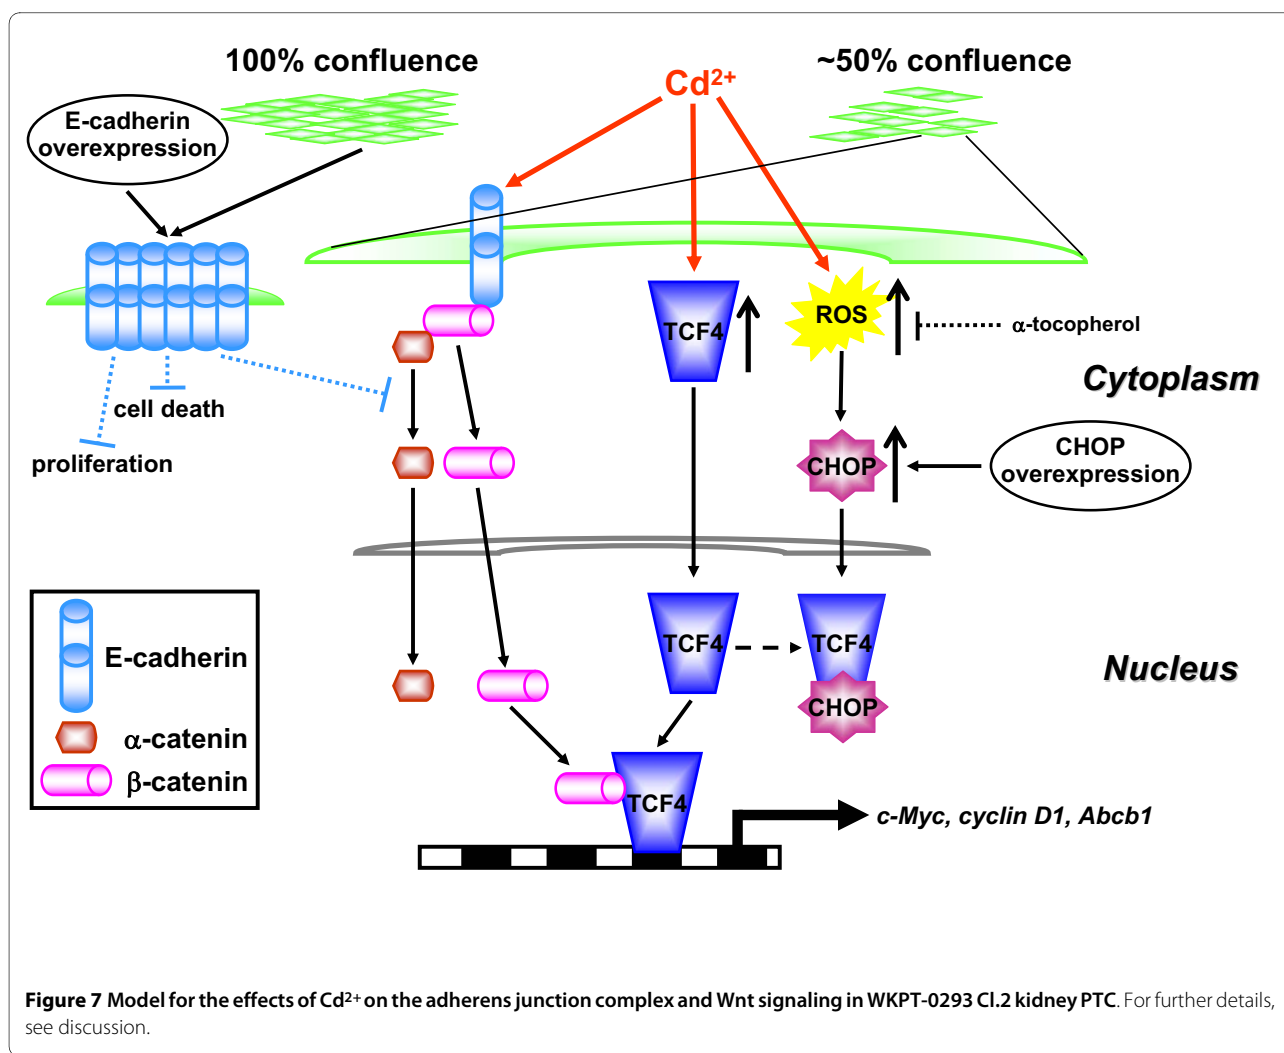 100% confluence
~50% confluence
Cd²⁺
E-cadherin
overexpression
TCF4
ROS
α-tocopherol
Cytoplasm
cell death
proliferation
CHOP
CHOP
overexpression
TCF4
TCF4
CHOP
Nucleus
E-cadherin
α-catenin
β-catenin
TCF4
c-Myc, cyclin D1, Abcb1
Figure 7 Model for the effects of Cd²⁺ on the adherens junction complex and Wnt signaling in WKPT-0293 Cl.2 kidney PTC. For further details,
see discussion.